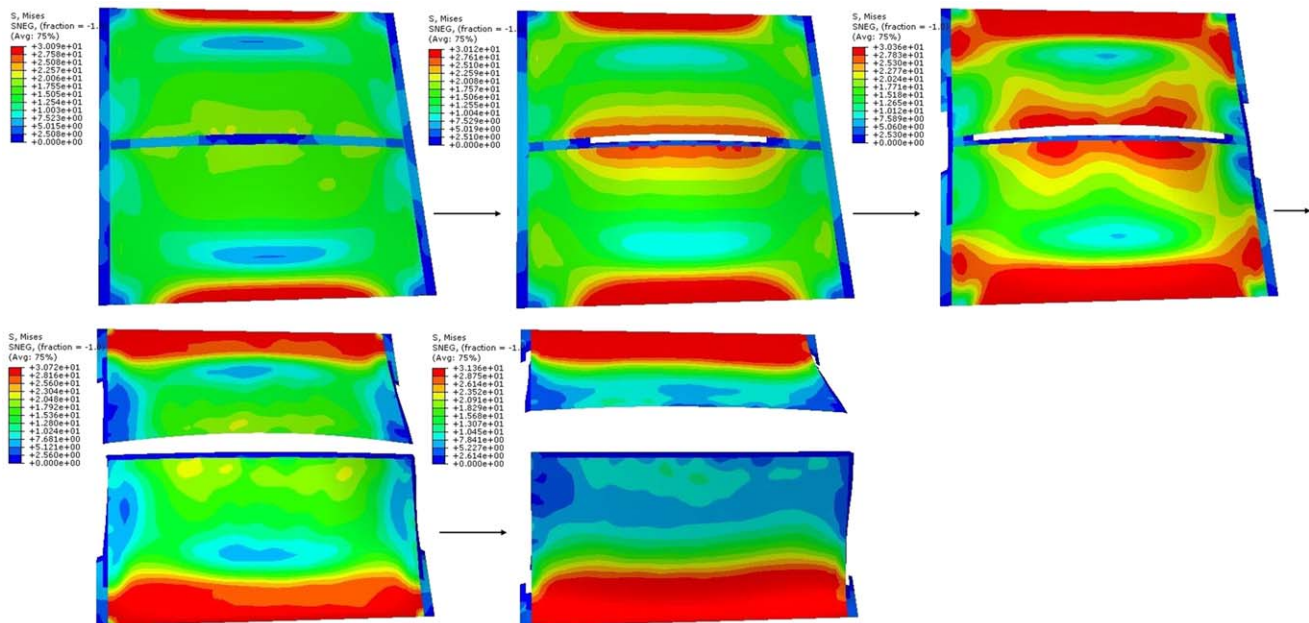 S, Mises
SNEG, (fraction = -1.
(Avg: 75%)
+3.009e+01
+2.758e+01
+2.508e+01
+2.257e+01
+2.006e+01
+1.755e+01
+1.505e+01
+1.254e+01
+1.003e+01
+7.523e+00
+5.015e+00
+2.508e+00
+0.000e+00
S, Mises
SNEG, (fraction = -1.
(Avg: 75%)
+3.012e+01
+2.761e+01
+2.510e+01
+2.259e+01
+2.008e+01
+1.757e+01
+1.506e+01
+1.255e+01
+1.004e+01
+7.529e+00
+5.019e+00
+2.510e+00
+0.000e+00
S, Mises
SNEG, (fraction = -1.0)
(Avg: 75%)
+3.036e+01
+2.783e+01
+2.530e+01
+2.277e+01
+2.024e+01
+1.771e+01
+1.518e+01
+1.265e+01
+1.012e+01
+7.589e+00
+5.060e+00
+2.530e+00
+0.000e+00
S, Mises
SNEG, (fraction = -1.0)
(Avg: 75%)
+3.072e+01
+2.816e+01
+2.560e+01
+2.304e+01
+2.048e+01
+1.792e+01
+1.536e+01
+1.280e+01
+1.024e+01
+7.681e+00
+5.121e+00
+2.560e+00
+0.000e+00
S, Mises
SNEG, (fraction = -1.
(Avg: 75%)
+3.136e+01
+2.875e+01
+2.614e+01
+2.352e+01
+2.091e+01
+1.829e+01
+1.568e+01
+1.307e+01
+1.045e+01
+7.841e+00
+5.227e+00
+2.614e+00
+0.000e+00